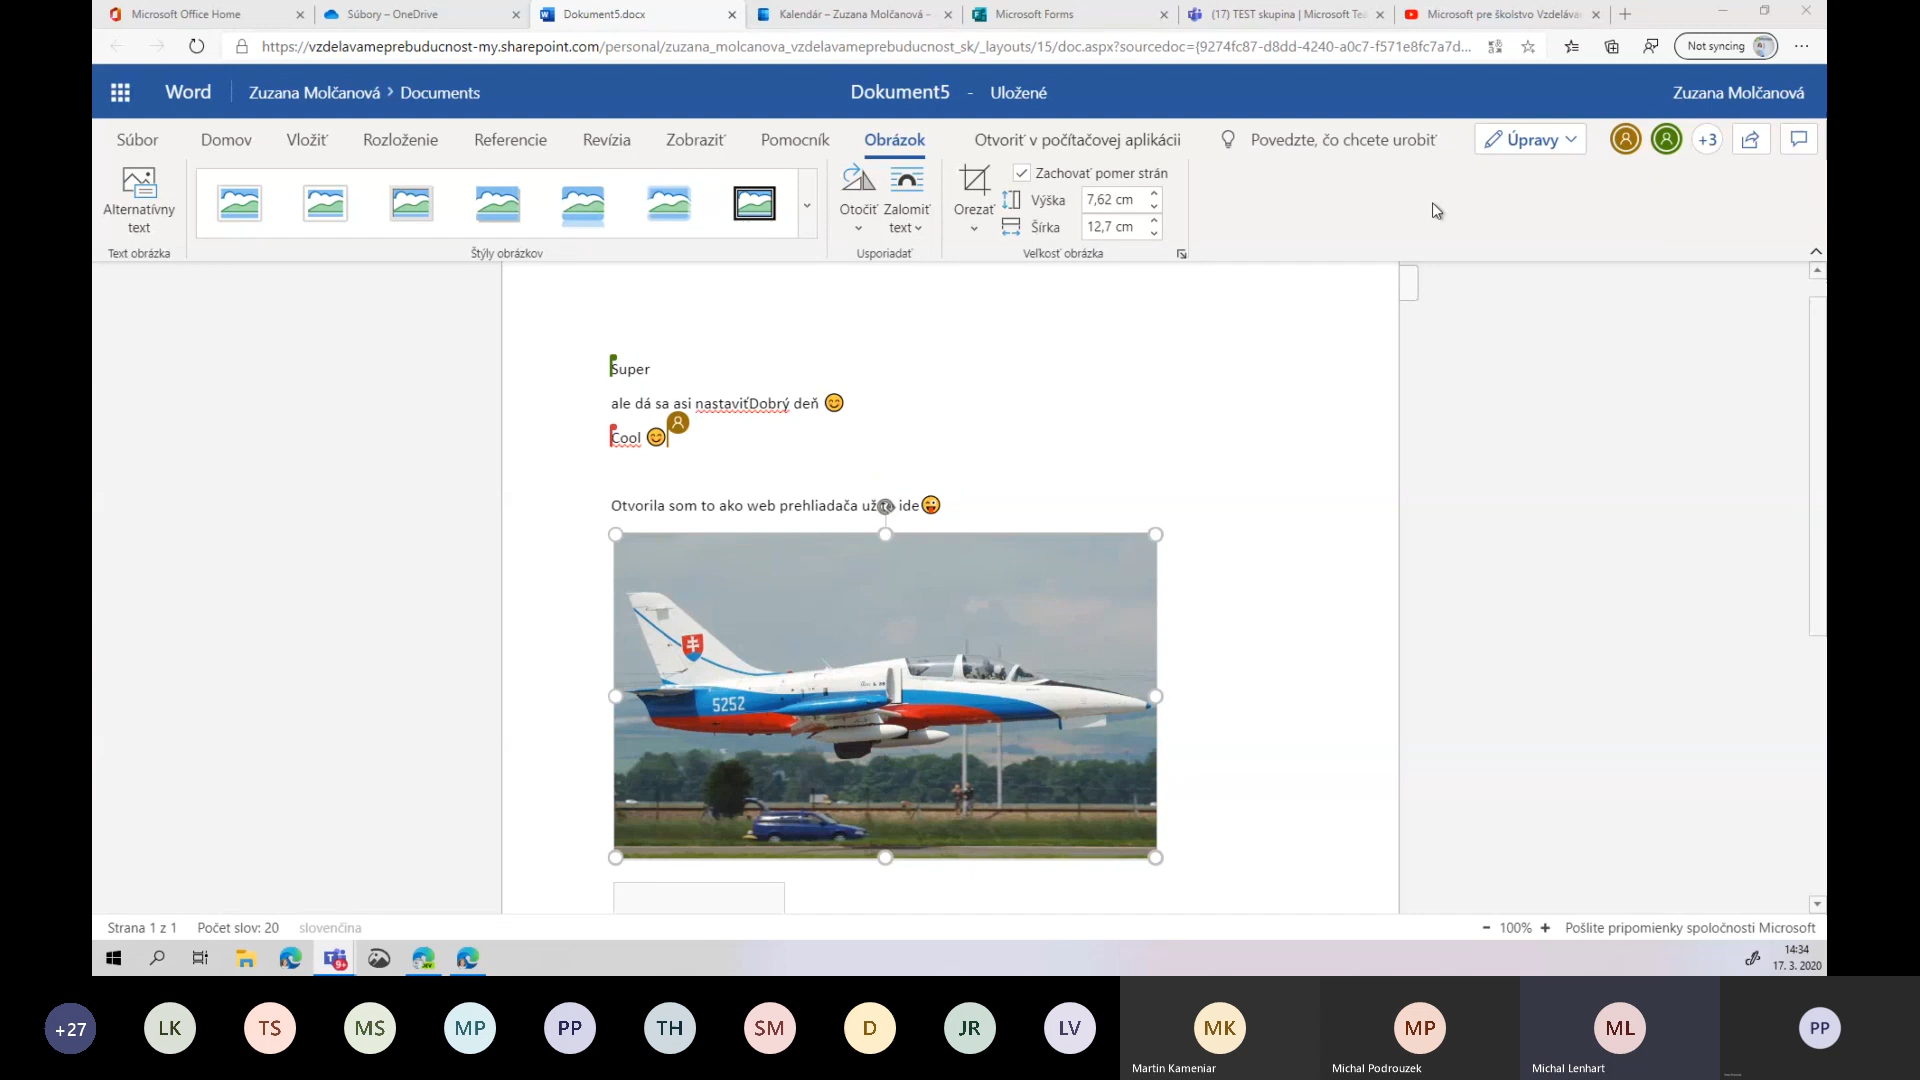 Microsoft Office Home
Súbory – OneDrive
Dokument5.docx
Kalendár – Zuzana Molčanová –
Microsoft Forms
(17) TEST skupina | Microsoft Tea
Microsoft pre školstvo Vzdeláva
https://vzdelavameprebuducnost-my.sharepoint.com/personal/zuzana_molcanova_vzdelavameprebuducnost_sk/_layouts/15/doc.aspx?sourcedoc={9274fc87-d8dd-4240-a0c7-f571e8fc7a7d...
Not syncing
Word
Zuzana Molčanová > Documents
Dokument5 - Uložené
Zuzana Molčanová
Súbor
Domov
Vložiť
Rozloženie
Referencie
Revízia
Zobraziť
Pomocník
Obrázok
Otvoriť v počítačovej aplikácii
Povedzte, čo chcete urobiť
Úpravy
+3
Alternatívny
text
Otočiť
Zalomiť
text
Orezať
Zachovať pomer strán
Výška
7,62 cm
Šírka
12,7 cm
Text obrázka
Štýly obrázkov
Usporiadať
Veľkosť obrázka
Super
ale dá sa asi nastaviťDobrý deň 😊
Cool 😊
Otvorila som to ako web prehliadača už ide😜
5252
Strana 1 z 1
Počet slov: 20
slovenčina
100%
Pošlite pripomienky spoločnosti Microsoft
9+
14:34
17. 3. 2020
+27
LK
TS
MS
MP
PP
TH
SM
D
JR
LV
MK
Martin Kameniar
MP
Michal Podrouzek
ML
Michal Lenhart
PP